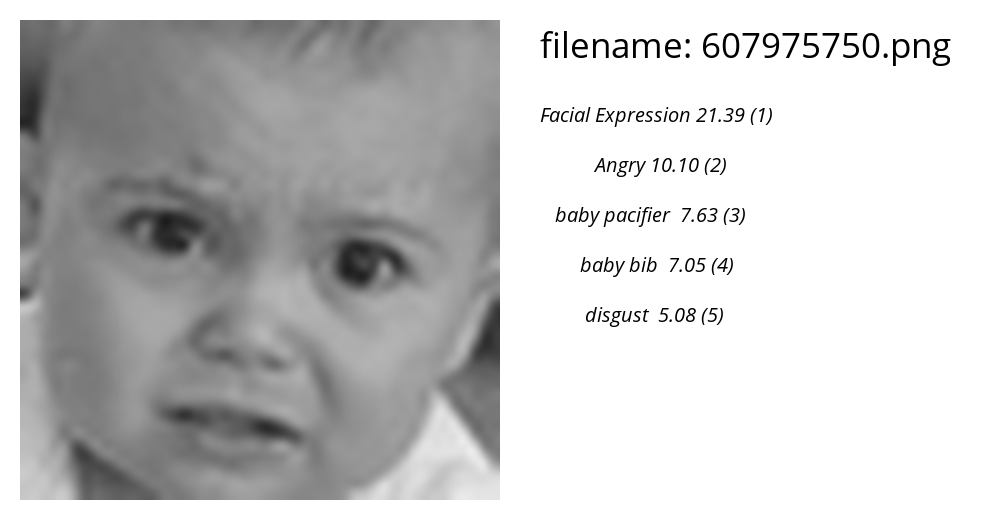 filename: 607975750.png
Facial Expression 21.39 (1)
Angry 10.10 (2)
baby pacifier 7.63 (3)
baby bib 7.05 (4)
disgust 5.08 (5)